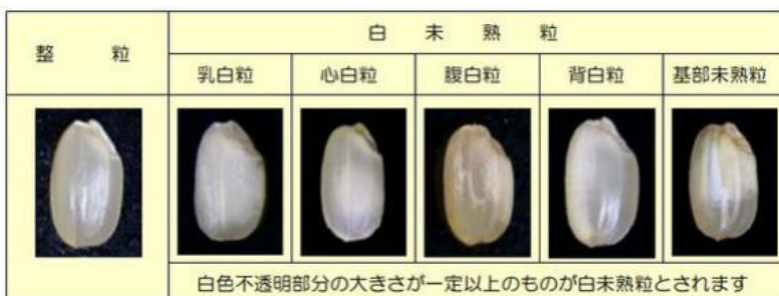 整粒
白未熟粒
乳白粒 心白粒 腹白粒 背白粒 基部未熟粒
白色不透明部分の大きさが一定以上のものが白未熟粒とされます